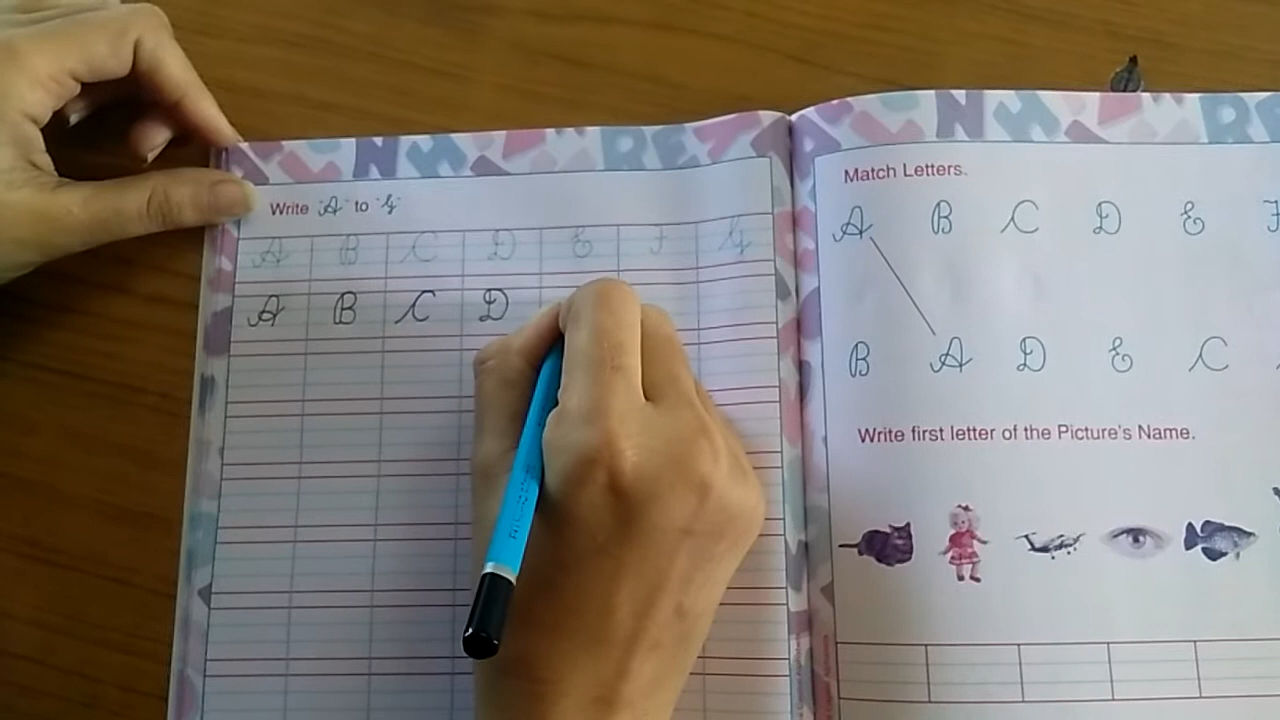 Write "A" to "G"
A B C D E F G
A B C D
Match Letters.
A B C D E F
B A D E C
Write first letter of the Picture's Name.